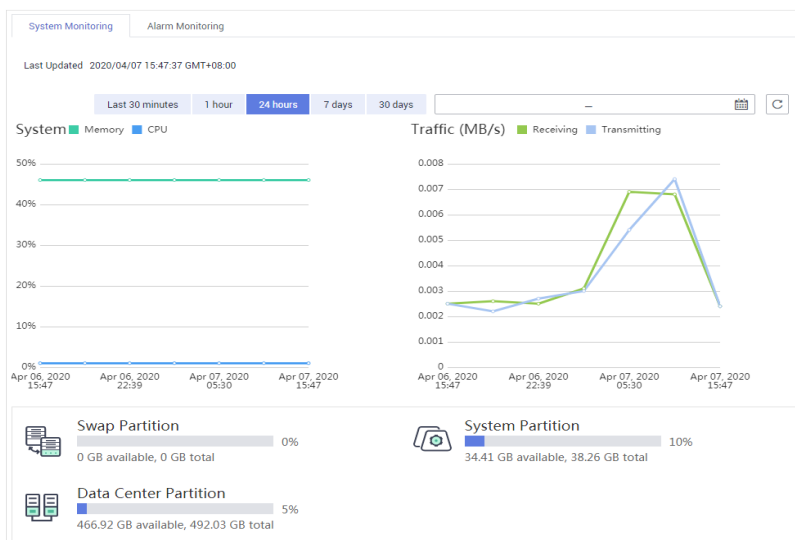 System Monitoring Alarm Monitoring
Last Updated 2020/04/07 15:47:37 GMT+08:00
Last 30 minutes 1 hour 24 hours 7 days 30 days –
System Memory CPU
50%
40%
30%
20%
10%
0%
Apr 06, 2020 Apr 06, 2020 Apr 07, 2020 Apr 07, 2020
15:47 22:39 05:30 15:47
Traffic (MB/s) Receiving Transmitting
0.008
0.007
0.006
0.005
0.004
0.003
0.002
0.001
0
Apr 06, 2020 Apr 06, 2020 Apr 07, 2020 Apr 07, 2020
15:47 22:39 05:30 15:47
Swap Partition
0%
0 GB available, 0 GB total
System Partition
10%
34.41 GB available, 38.26 GB total
Data Center Partition
5%
466.92 GB available, 492.03 GB total